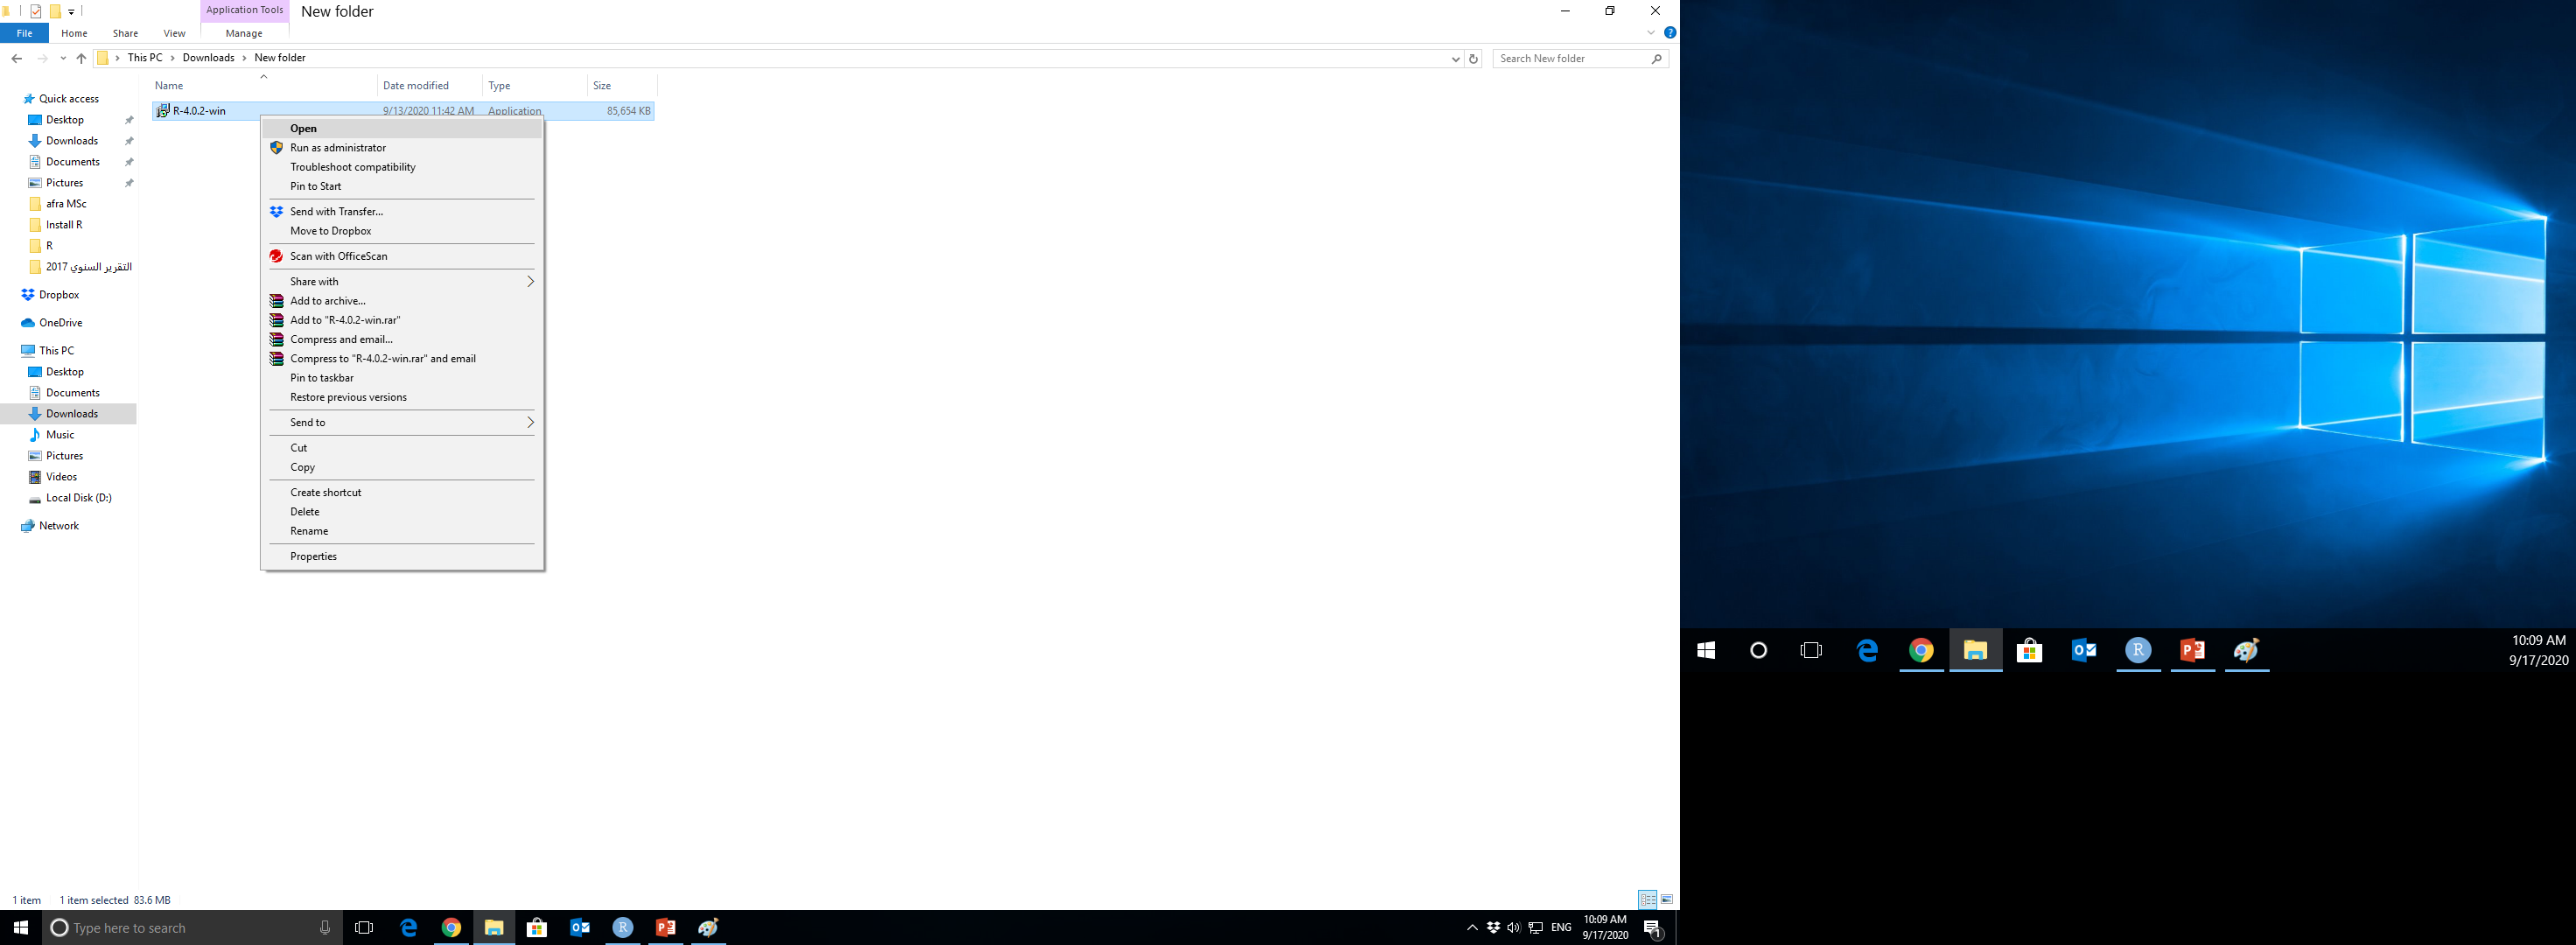 Application Tools
New folder
File
Home
Share
View
Manage
This PC
Downloads
New folder
Search New folder
Name
Date modified
Type
Size
R-4.0.2-win
9/13/2020 11:42 AM
Application
85,654 KB
Quick access
Desktop
Downloads
Documents
Pictures
afra MSc
Install R
R
التقرير السنوي 2017
Dropbox
OneDrive
This PC
Desktop
Documents
Downloads
Music
Pictures
Videos
Local Disk (D:)
Network
Open
Run as administrator
Troubleshoot compatibility
Pin to Start
Send with Transfer...
Move to Dropbox
Scan with OfficeScan
Share with
Add to archive...
Add to "R-4.0.2-win.rar"
Compress and email...
Compress to "R-4.0.2-win.rar" and email
Pin to taskbar
Restore previous versions
Send to
Cut
Copy
Create shortcut
Delete
Rename
Properties
1 item
1 item selected 83.6 MB
Type here to search
ENG
10:09 AM
9/17/2020
1
10:09 AM
9/17/2020